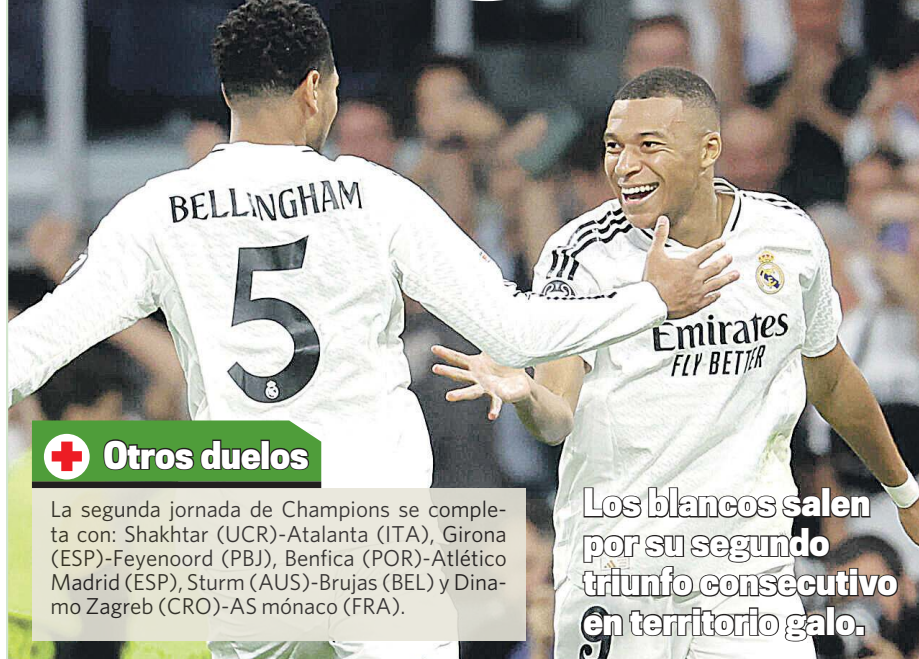 BELLINGHAM
5
Emirates
FLY BETTER
9
Otros duelos
La segunda jornada de Champions se comple-
ta con: Shakhtar (UCR)-Atalanta (ITA), Girona
(ESP)-Feyenoord (PBJ), Benfica (POR)-Atlético
Madrid (ESP), Sturm (AUS)-Brujas (BEL) y Dina-
mo Zagreb (CRO)-AS mónaco (FRA).
Los blancos salen
por su segundo
triunfo consecutivo
en territorio galo.